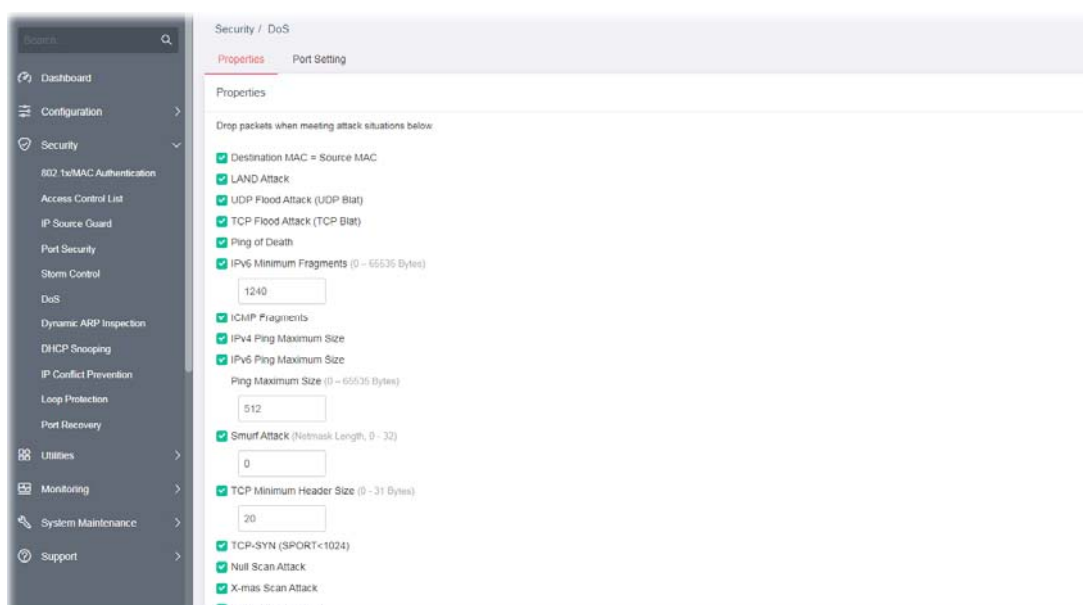 Search...
Security / DoS
Properties Port Setting
Properties
Drop packets when meeting attack situations below
Destination MAC = Source MAC
LAND Attack
UDP Flood Attack (UDP Blat)
TCP Flood Attack (TCP Blat)
Ping of Death
IPv6 Minimum Fragments (0 – 65535 Bytes)
1240
ICMP Fragments
IPv4 Ping Maximum Size
IPv6 Ping Maximum Size
Ping Maximum Size (0 – 65535 Bytes)
512
Smurf Attack (Netmask Length, 0 - 32)
0
TCP Minimum Header Size (0 - 31 Bytes)
20
TCP-SYN (SPORT<1024)
Null Scan Attack
X-mas Scan Attack
Dashboard
Configuration
Security
802.1x/MAC Authentication
Access Control List
IP Source Guard
Port Security
Storm Control
DoS
Dynamic ARP Inspection
DHCP Snooping
IP Conflict Prevention
Loop Protection
Port Recovery
Utilities
Monitoring
System Maintenance
Support